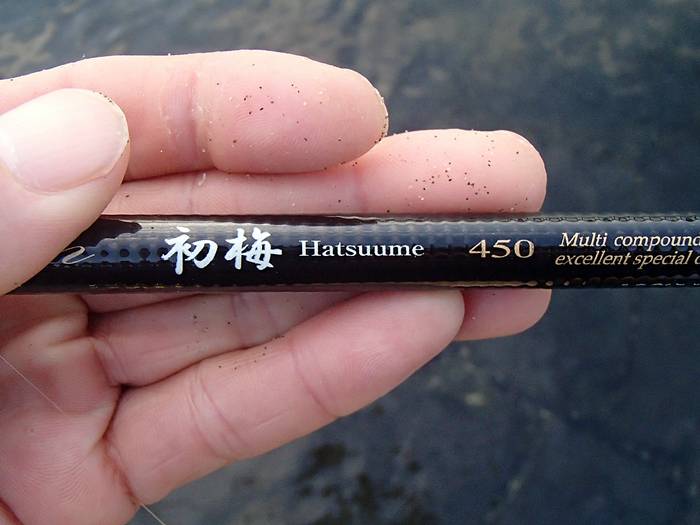 初梅 Hatsuume 450
Multi compound
excellent special